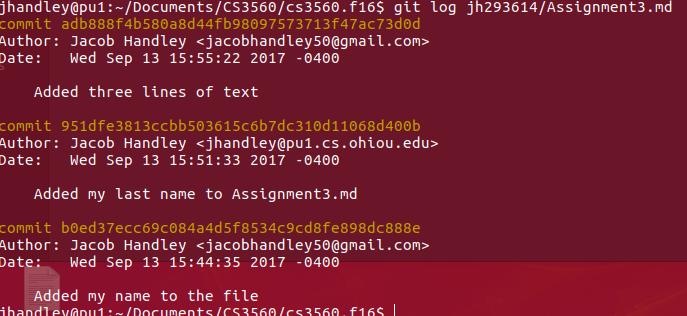 jhandley@pu1:~/Documents/CS3560/cs3560.f16$ git log jh293614/Assignment3.md
commit adb888f4b580a8d44fb98097573713f47ac73d0d
Author: Jacob Handley <jacobhandley50@gmail.com>
Date:   Wed Sep 13 15:55:22 2017 -0400
    Added three lines of text
commit 951dfe3813ccbb503615c6b7dc310d11068d400b
Author: Jacob Handley <jhandley@pu1.cs.ohiou.edu>
Date:   Wed Sep 13 15:51:33 2017 -0400
    Added my last name to Assignment3.md
commit b0ed37ecc69c084a4d5f8534c9cd8fe898dc888e
Author: Jacob Handley <jacobhandley50@gmail.com>
Date:   Wed Sep 13 15:44:35 2017 -0400
    Added my name to the file
jhandley@pu1:~/Documents/CS3560/cs3560.f16$